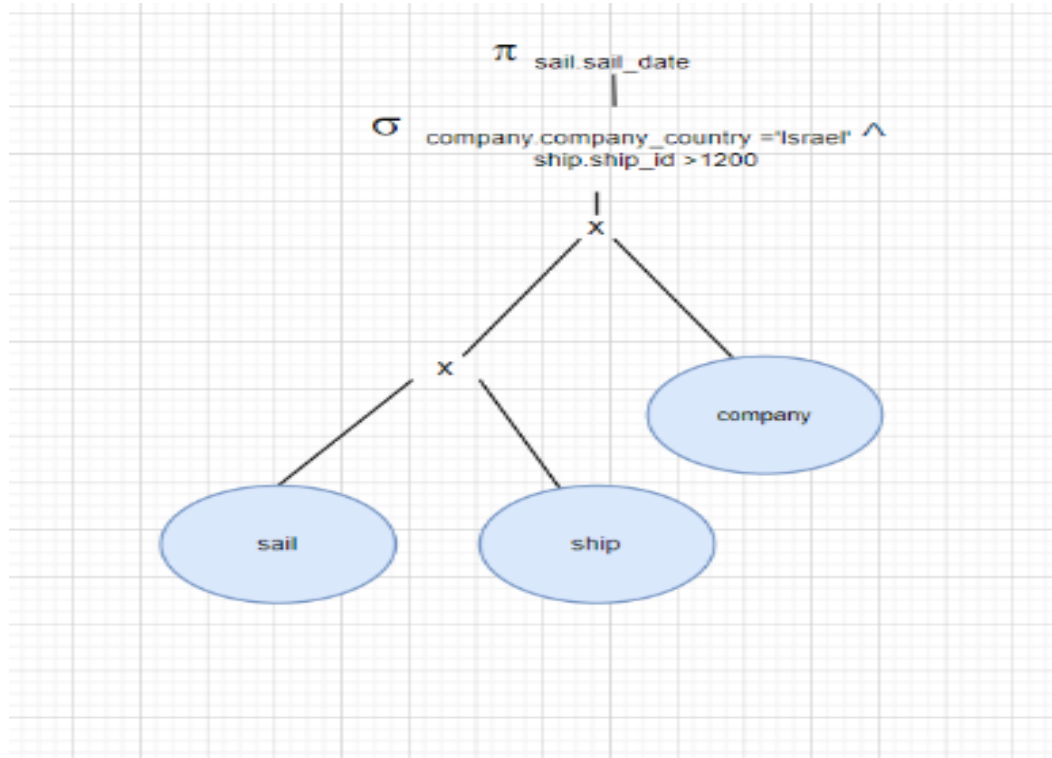 π sail.sail_date
σ company.company_country ='Israel' ^
ship.ship_id >1200
x
x
company
sail
ship